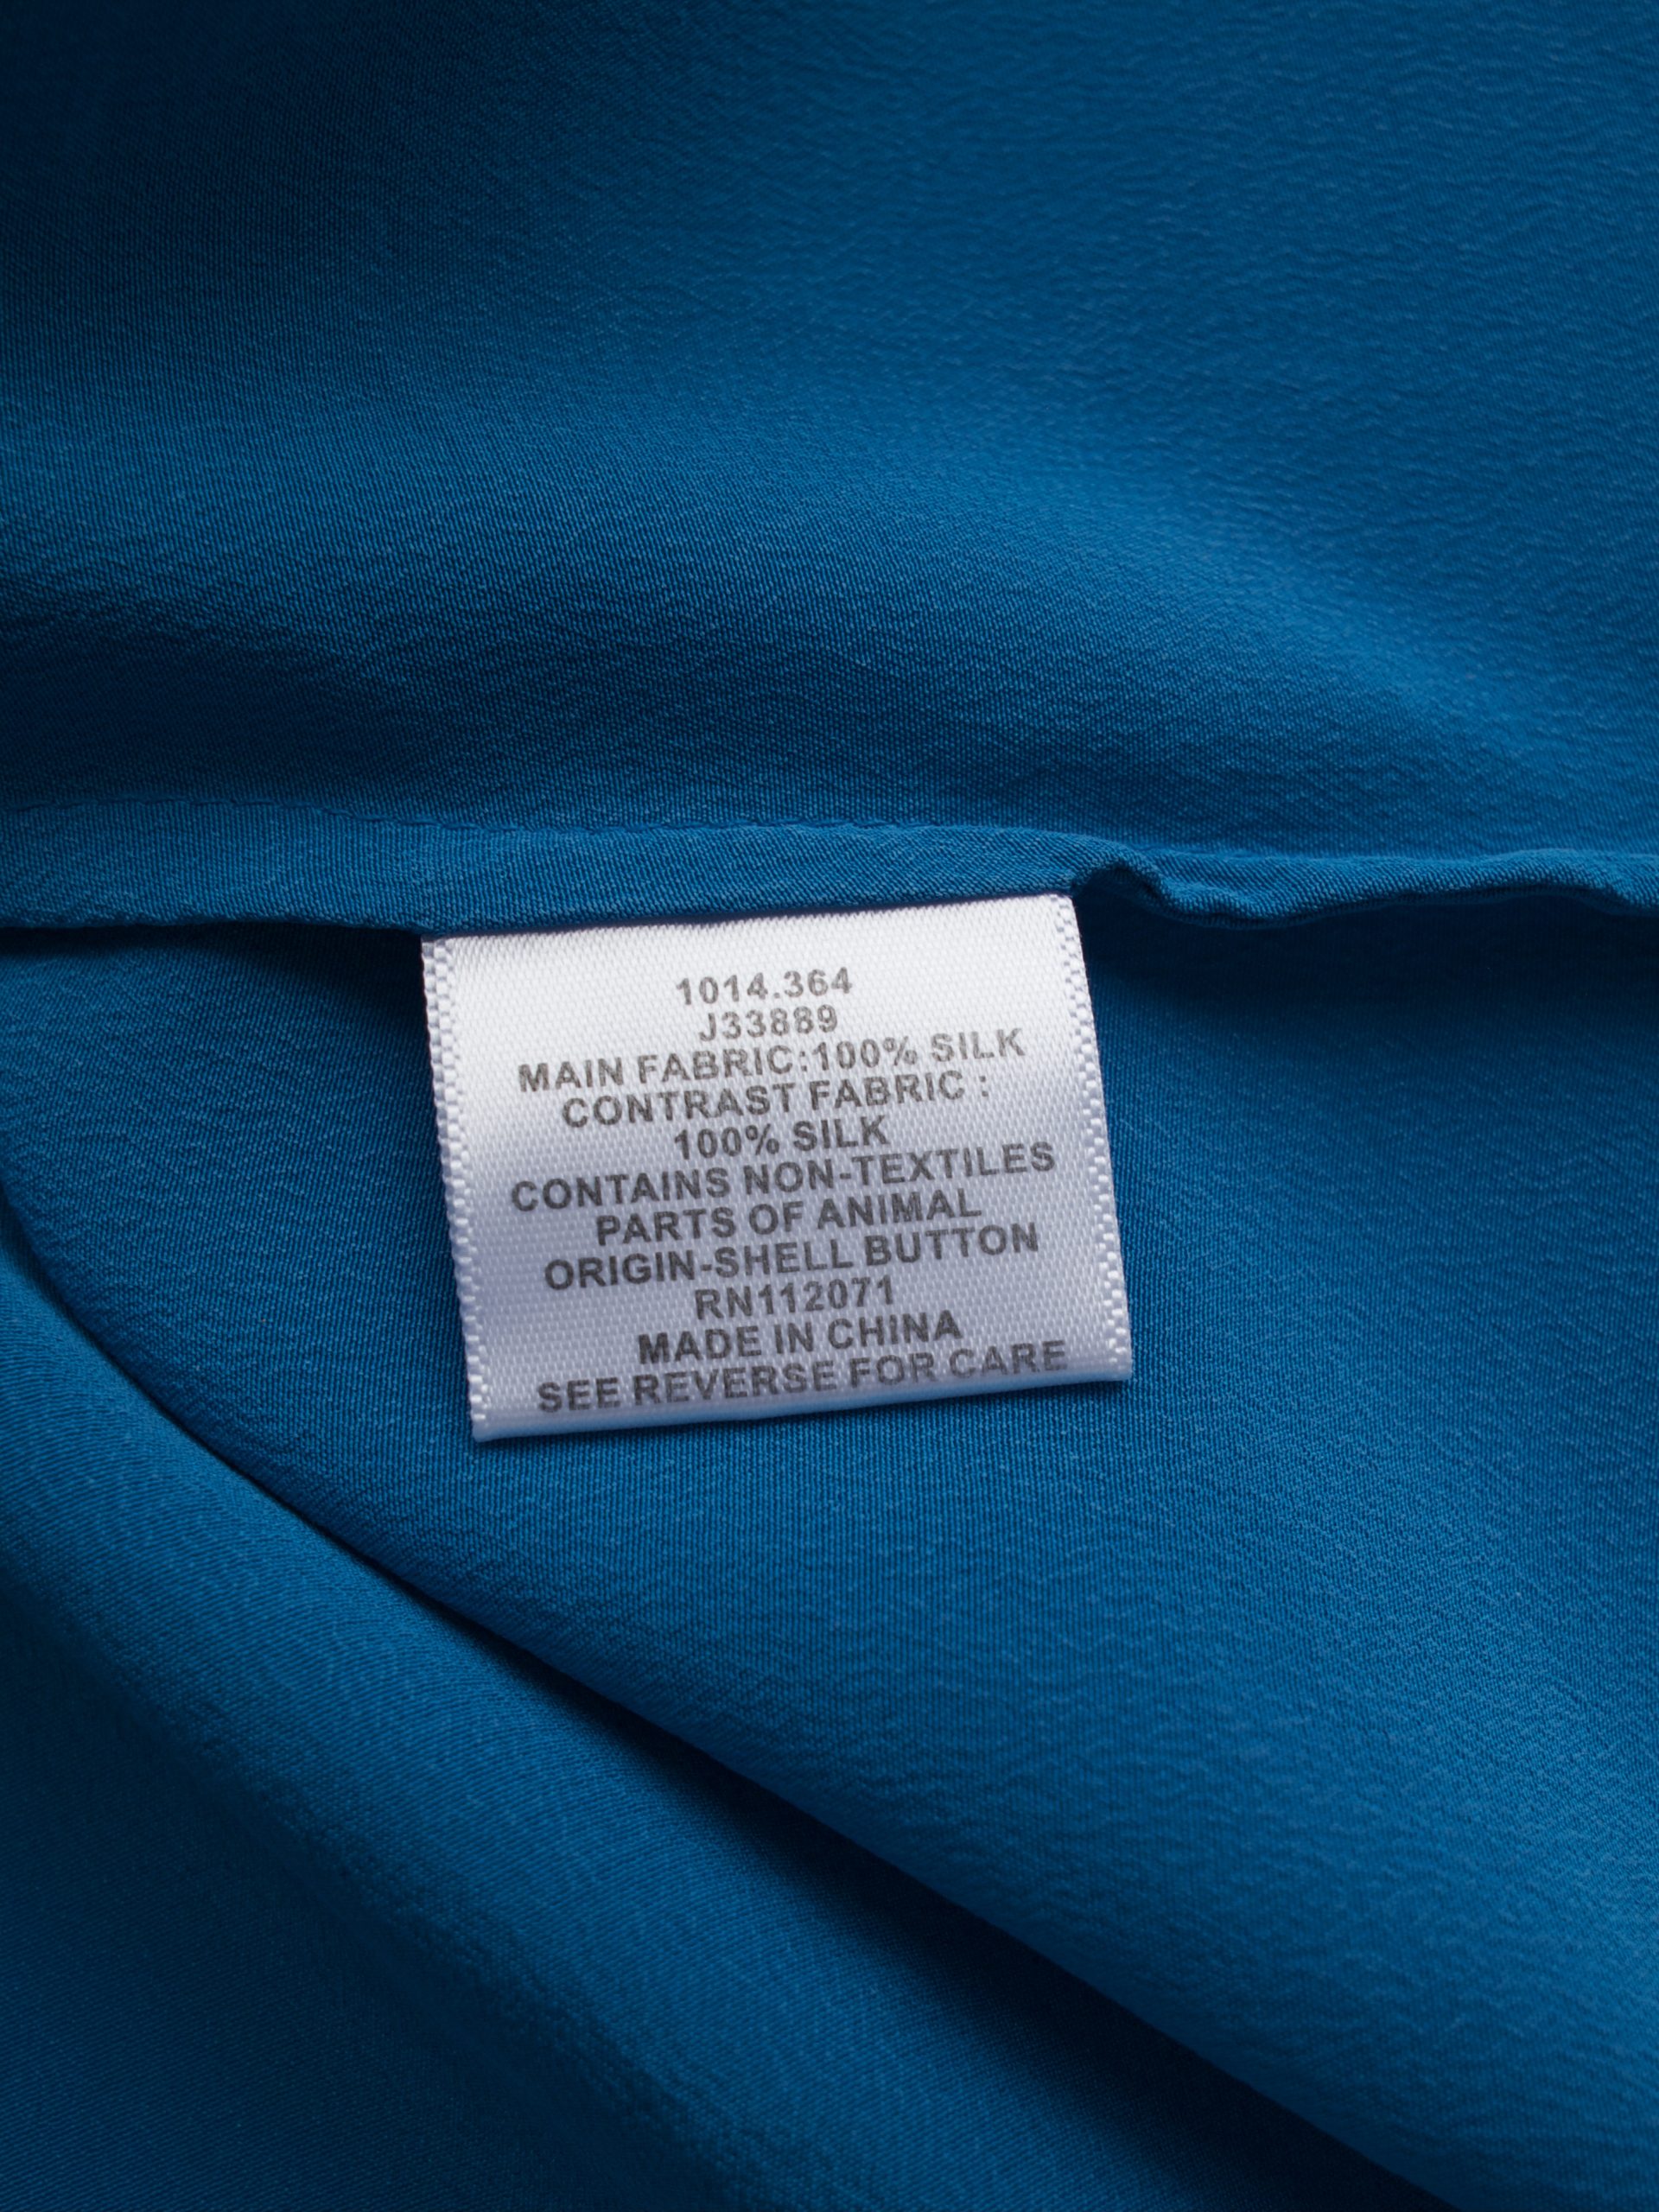 1014.364
J33889
MAIN FABRIC:100% SILK
CONTRAST FABRIC :
100% SILK
CONTAINS NON-TEXTILES
PARTS OF ANIMAL
ORIGIN-SHELL BUTTON
RN112071
MADE IN CHINA
SEE REVERSE FOR CARE